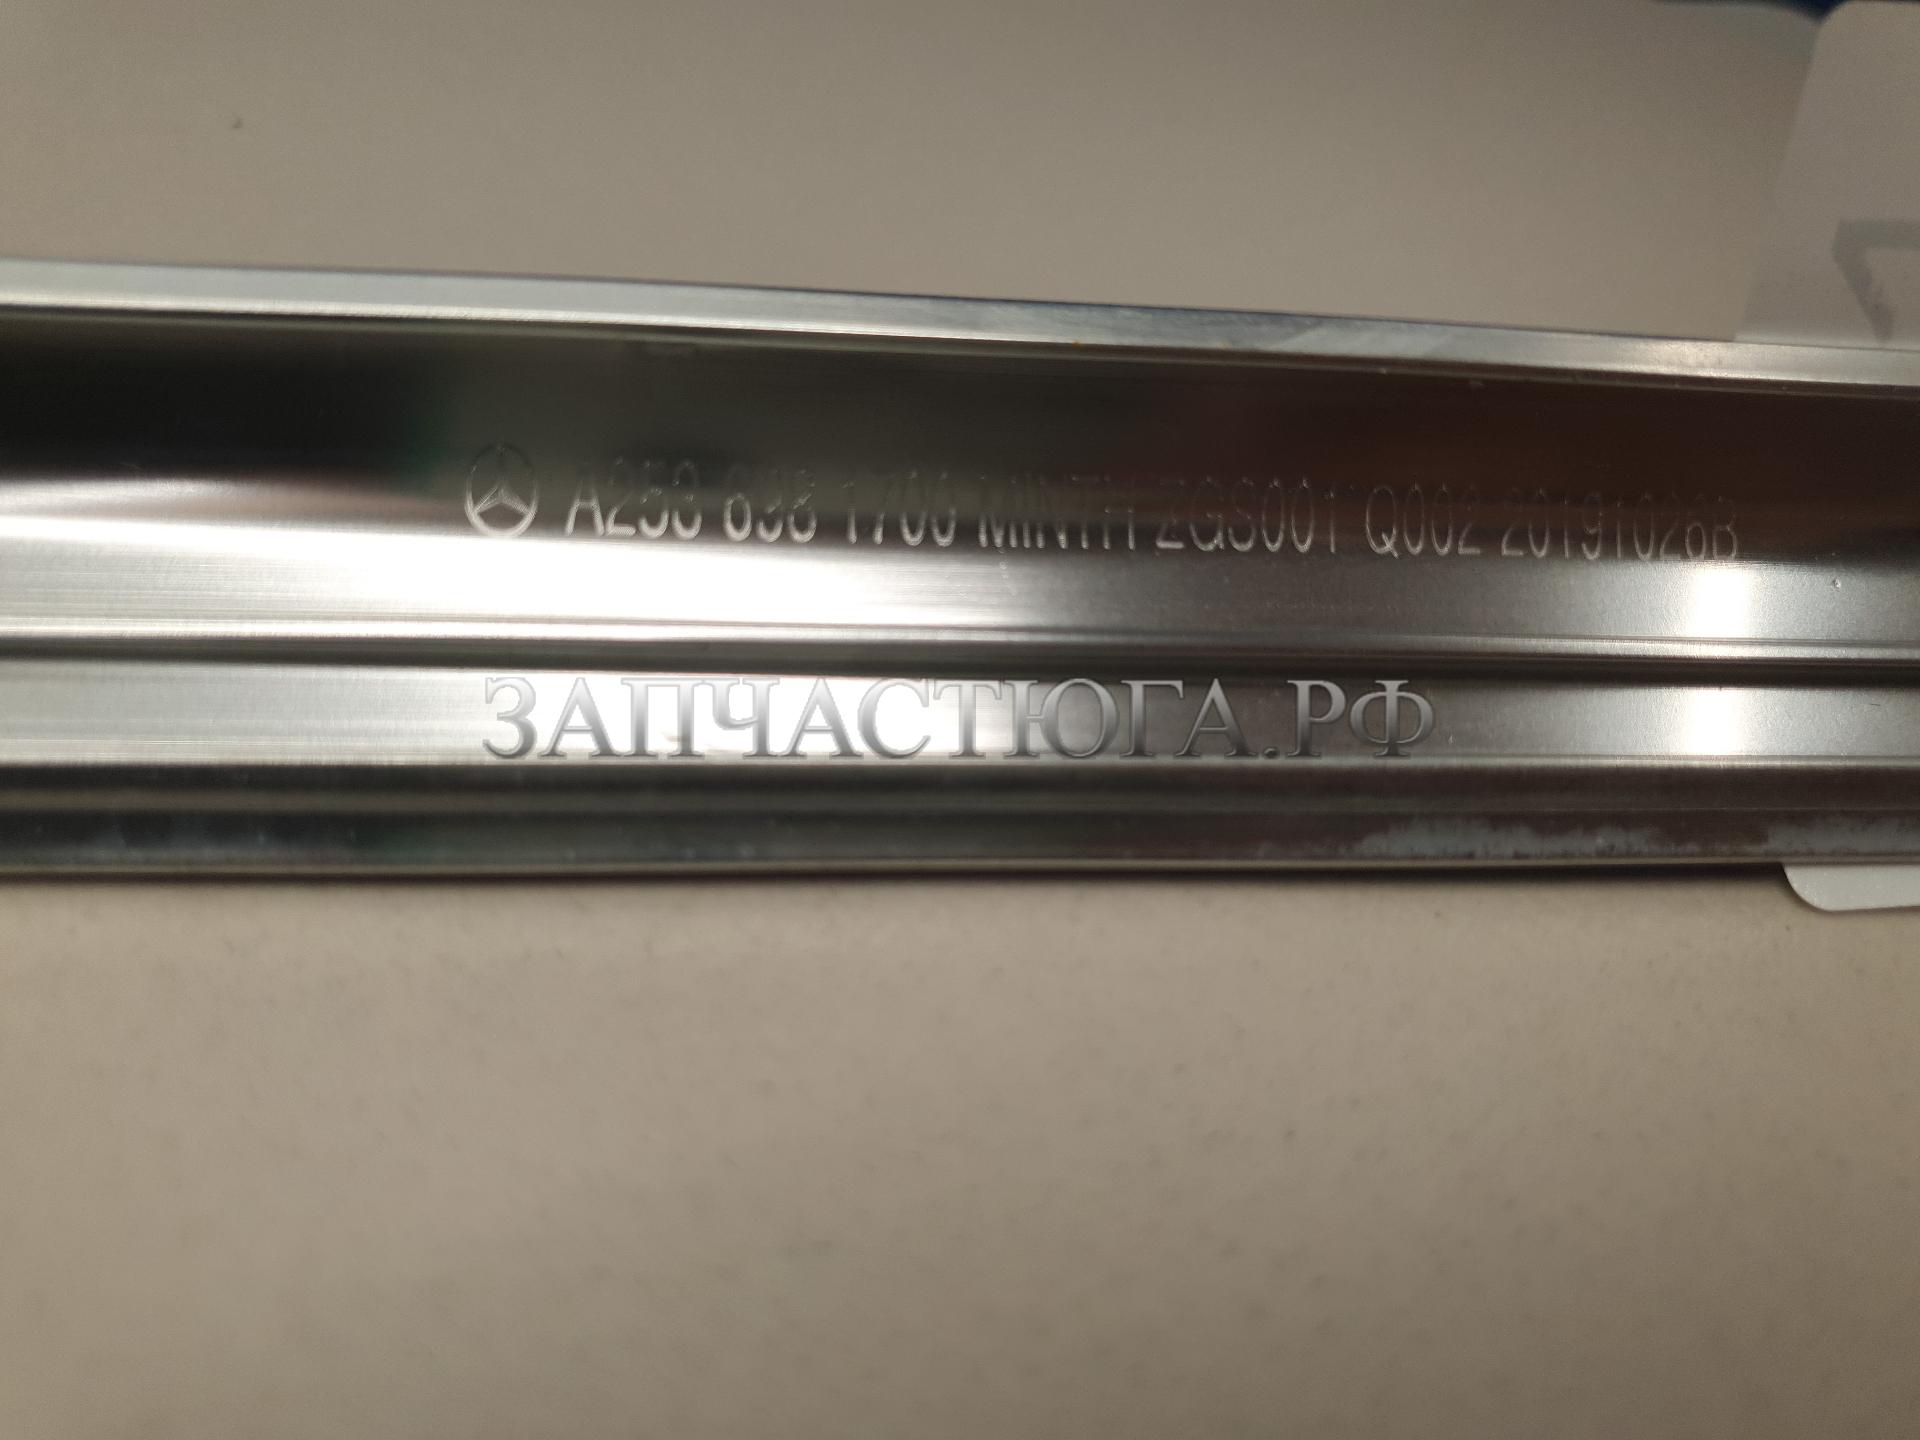 A253 698 1700 MINTH ZGS001 Q002 20191026B
ЗАПЧАСТЮГА.РФ